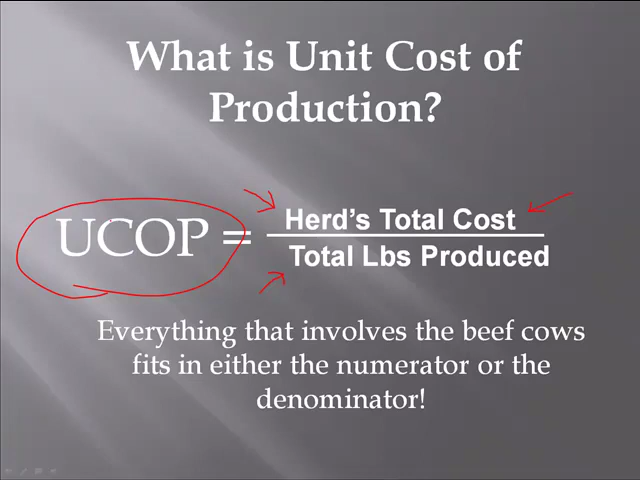 What is Unit Cost of
Production?
UCOP = Herd's Total Cost
Total Lbs Produced
Everything that involves the beef cows
fits in either the numerator or the
denominator!